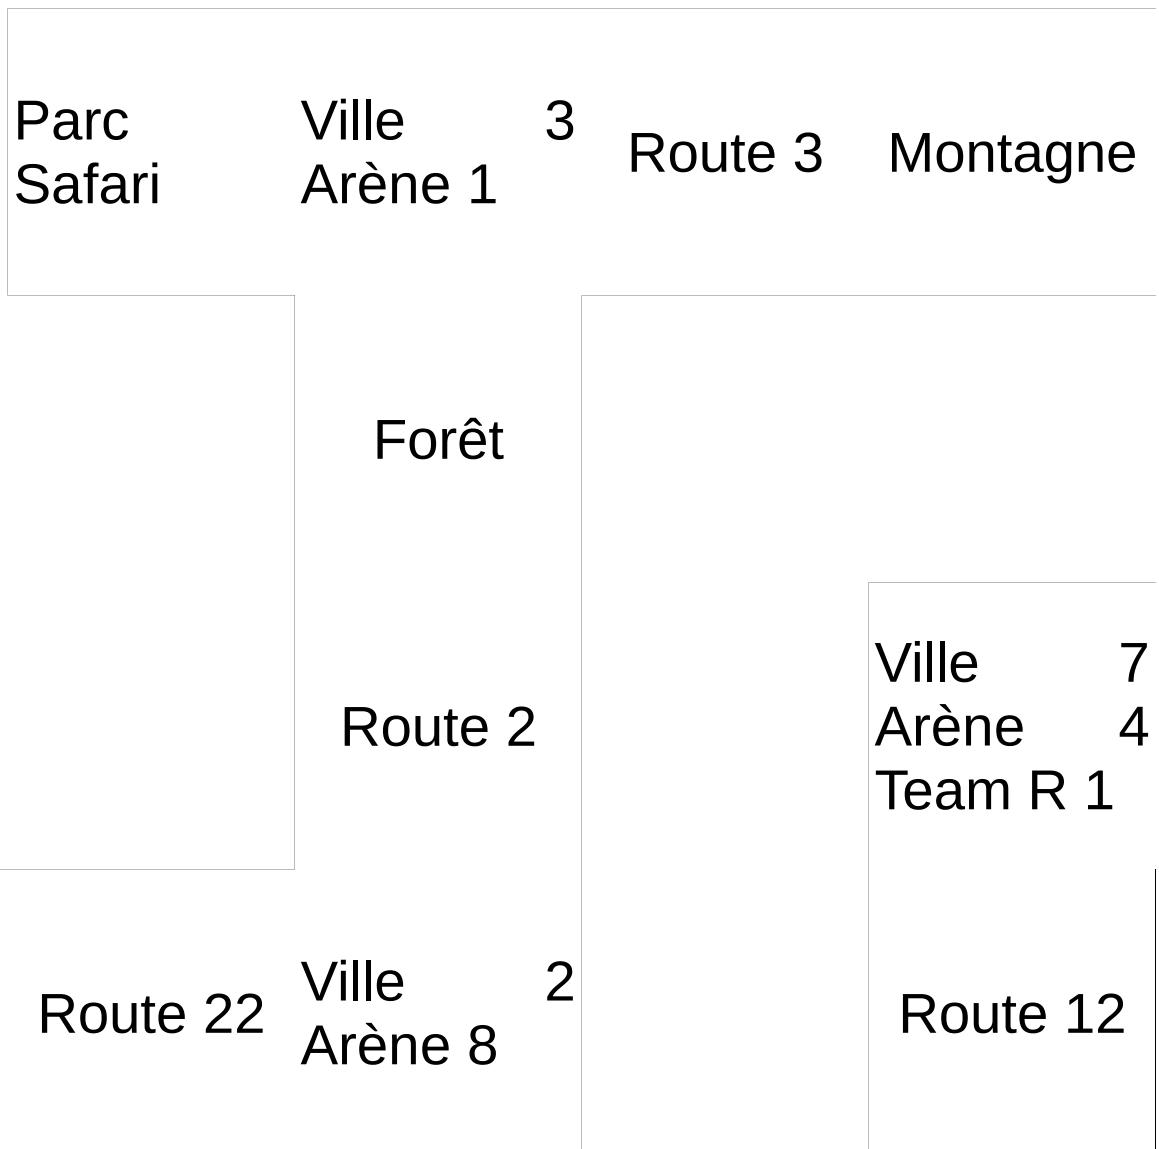 Parc
Safari
Ville 3
Arène 1
Route 3
Montagne
Forêt
Route 2
Ville 7
Arène 4
Team R 1
Route 22
Ville 2
Arène 8
Route 12